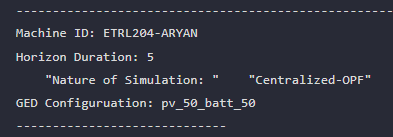 ----------------------------------------------------
Machine ID: ETRL204-ARYAN
Horizon Duration: 5
    "Nature of Simulation: "    "Centralized-OPF"
GED Configuruation: pv_50_batt_50
----------------------------